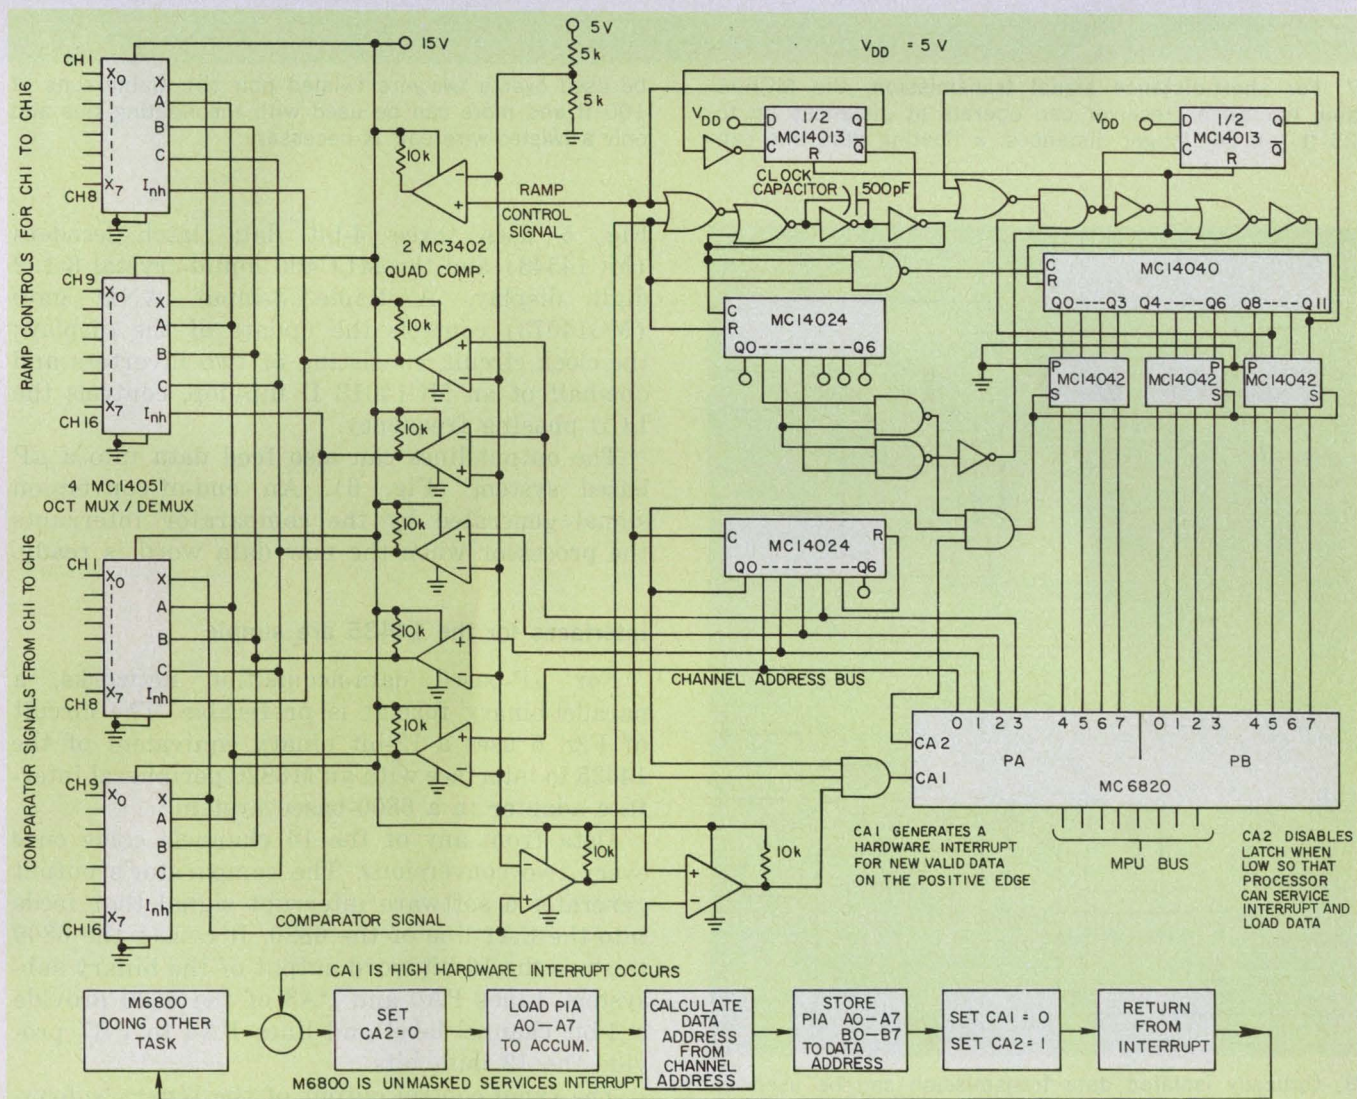 RAMP CONTROLS FOR CH1 TO CH16
CH1
X0
X7
CH8
X
A
B
C
Inh
CH9
X0
X7
CH16
X
A
B
C
Inh
4 MC14051
OCT MUX / DEMUX
COMPARATOR SIGNALS FROM CH1 TO CH16
CH1
X0
X7
CH8
X
A
B
C
Inh
CH9
X0
X7
CH16
X
A
B
C
Inh
15V
5V
5k
5k
10k
RAMP
CONTROL
SIGNAL
2 MC3402
QUAD COMP.
10k
10k
10k
10k
10k
10k
10k
COMPARATOR SIGNAL
VDD = 5 V
VDD
D 1/2 Q
MC14013
C R Q
VDD
D 1/2 Q
MC14013
C R Q
CLOCK
CAPACITOR
500pF
C
R
MC14024
Q0 Q6
C
R
MC14040
Q0 Q3 Q4 Q6 Q8 Q11
P
MC14042
S
P
MC14042
S
P
MC14042
S
C R
MC14024
Q0 Q6
CHANNEL ADDRESS BUS
0 1 2 3 4 5 6 7 0 1 2 3 4 5 6 7
CA2
CA1
PA PB
MC6820
MPU BUS
CA1 GENERATES A
HARDWARE INTERRUPT
FOR NEW VALID DATA
ON THE POSITIVE EDGE
CA2 DISABLES
LATCH WHEN
LOW SO THAT
PROCESSOR
CAN SERVICE
INTERRUPT AND
LOAD DATA
CA1 IS HIGH HARDWARE INTERRUPT OCCURS
M6800
DOING OTHER
TASK
SET
CA2=0
LOAD PIA
A0—A7
TO ACCUM.
CALCULATE
DATA
ADDRESS
FROM
CHANNEL
ADDRESS
STORE
PIA A0—A7
B0—B7
TO DATA
ADDRESS
SET CA1 = 0
SET CA2= 1
RETURN
FROM
INTERRUPT
M6800 IS UNMASKED SERVICES INTERRUPT